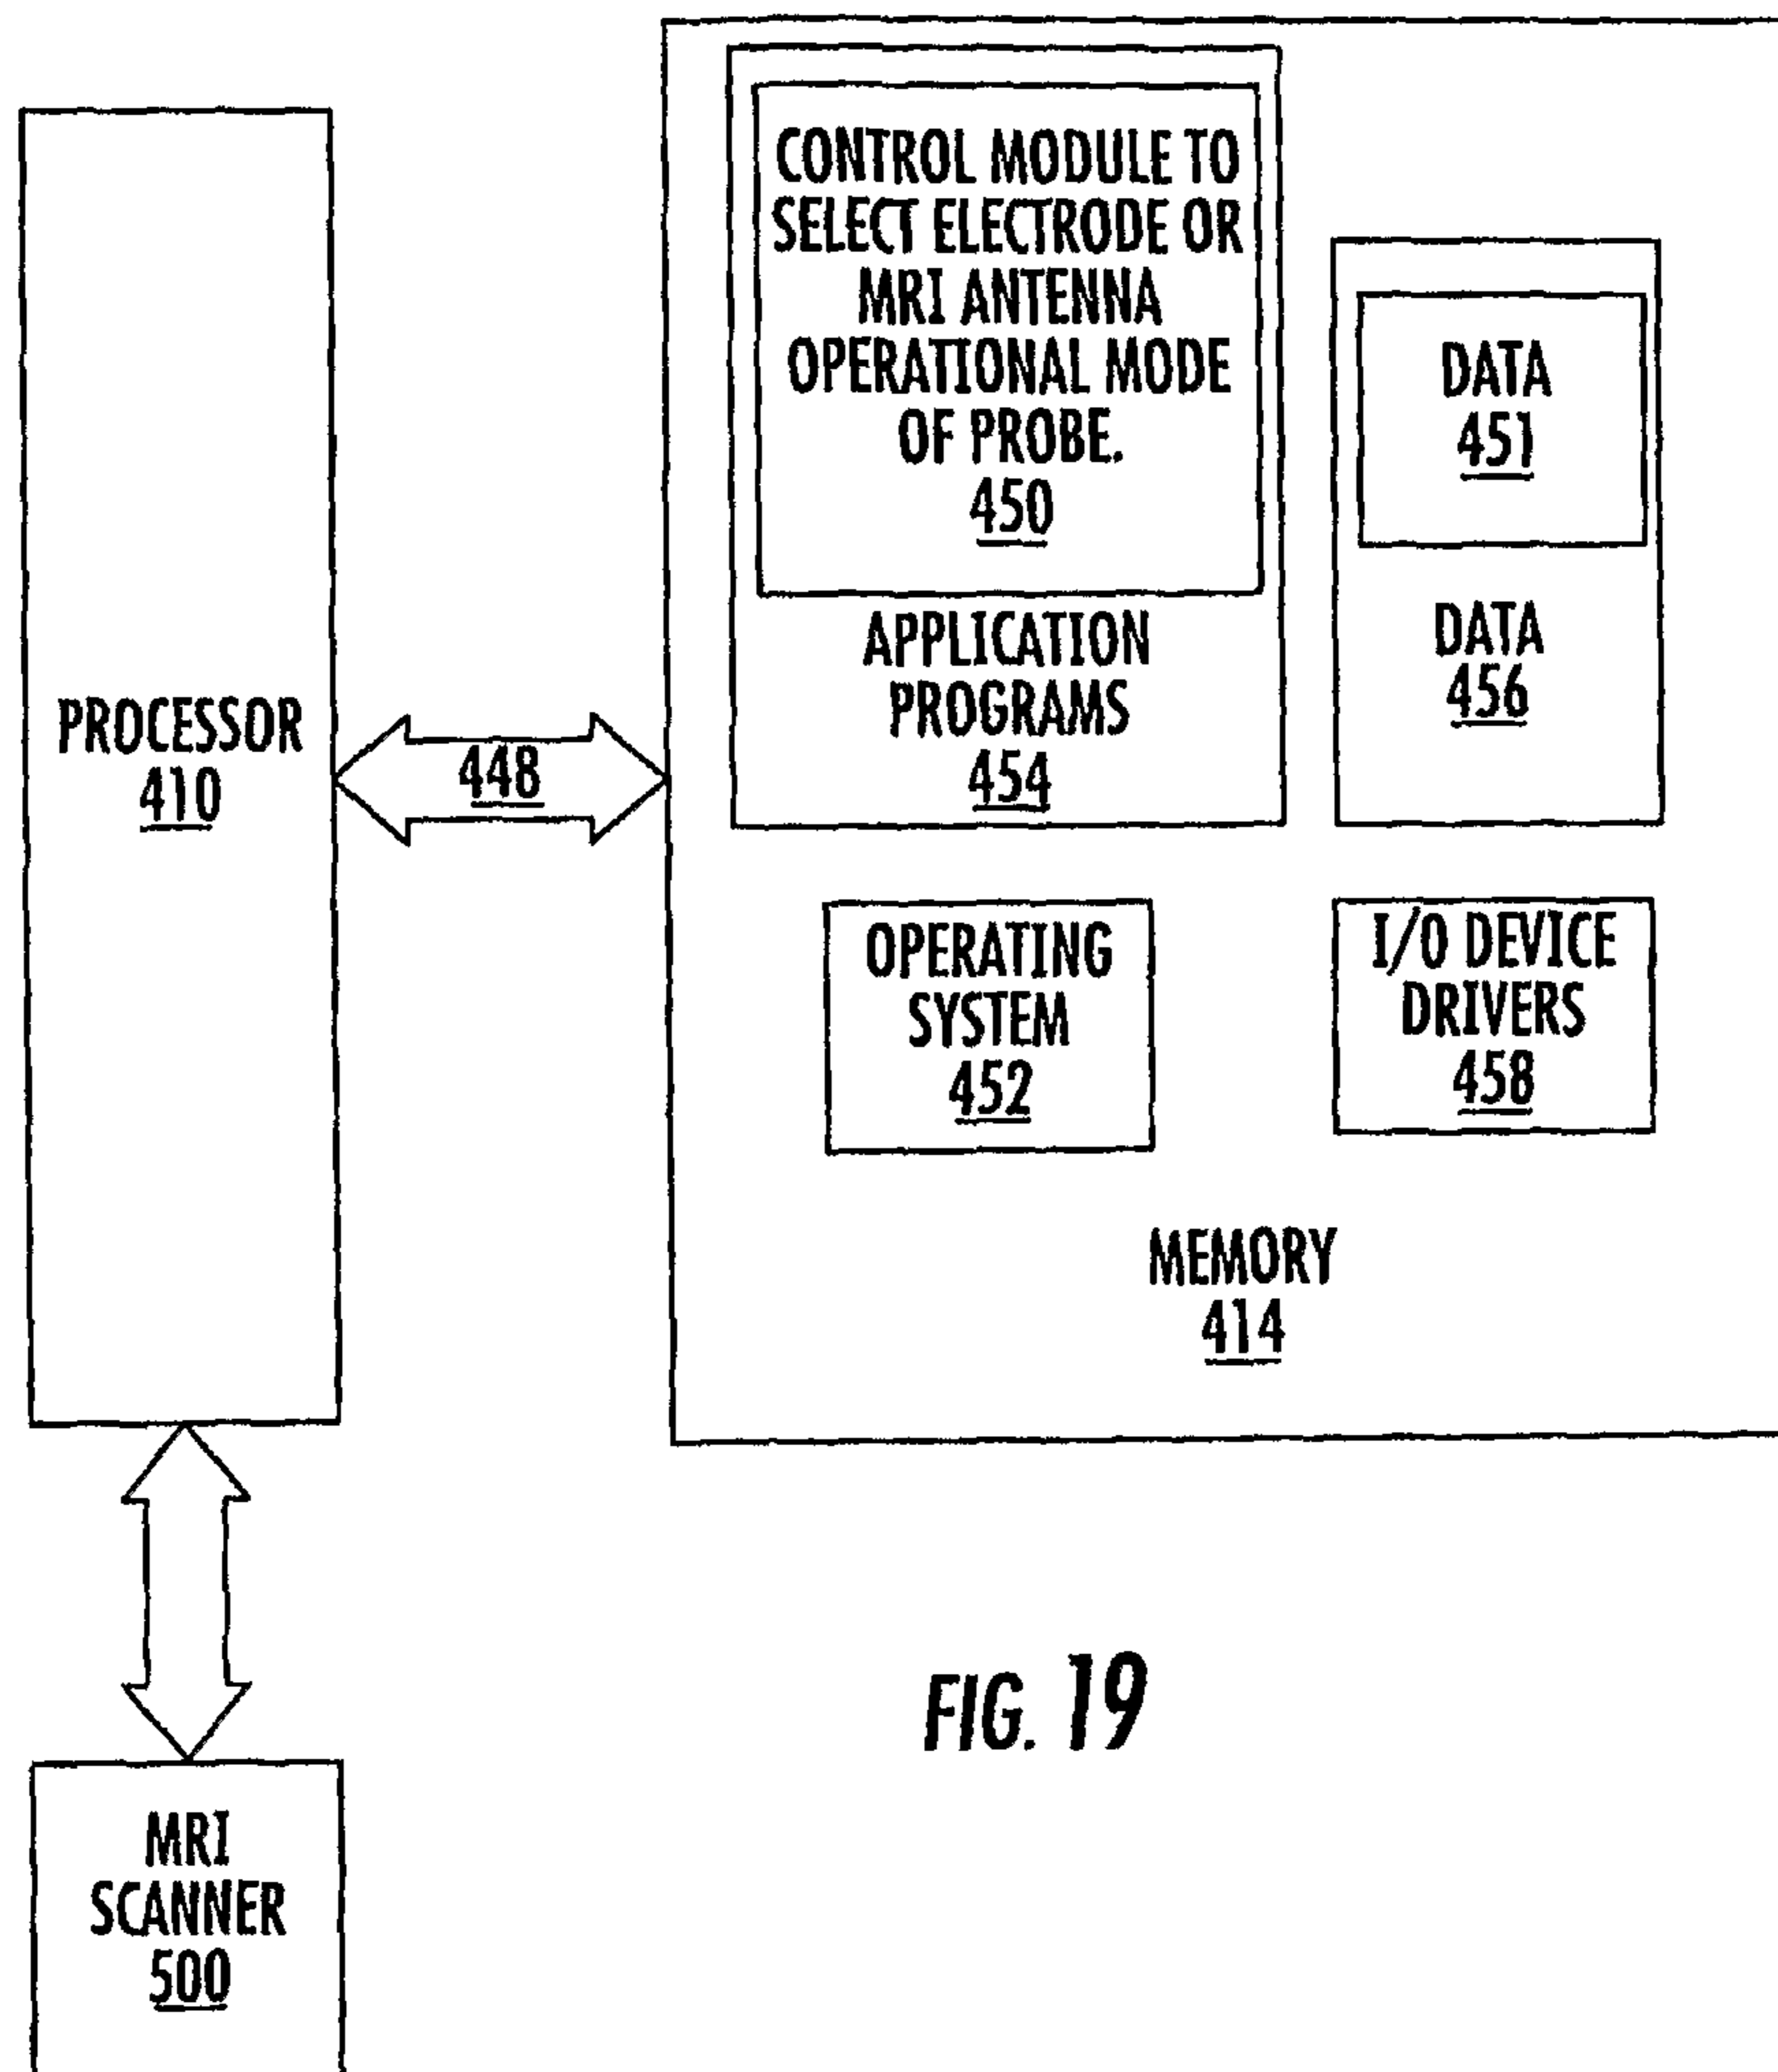 PROCESSOR
410
448
CONTROL MODULE TO
SELECT ELECTRODE OR
MRI ANTENNA
OPERATIONAL MODE
OF PROBE.
450
APPLICATION
PROGRAMS
454
DATA
451
DATA
456
OPERATING
SYSTEM
452
I/O DEVICE
DRIVERS
458
MEMORY
414
MRI
SCANNER
500
FIG. 19